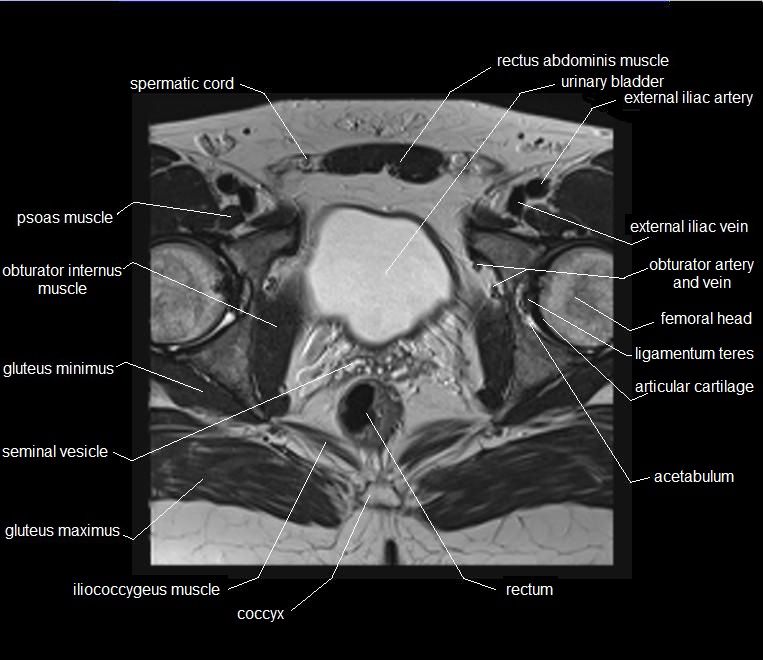 rectus abdominis muscle
spermatic cord
urinary bladder
external iliac artery
psoas muscle
external iliac vein
obturator internus
muscle
obturator artery
and vein
femoral head
ligamentum teres
gluteus minimus
articular cartilage
seminal vesicle
acetabulum
gluteus maximus
iliococcygeus muscle
rectum
coccyx